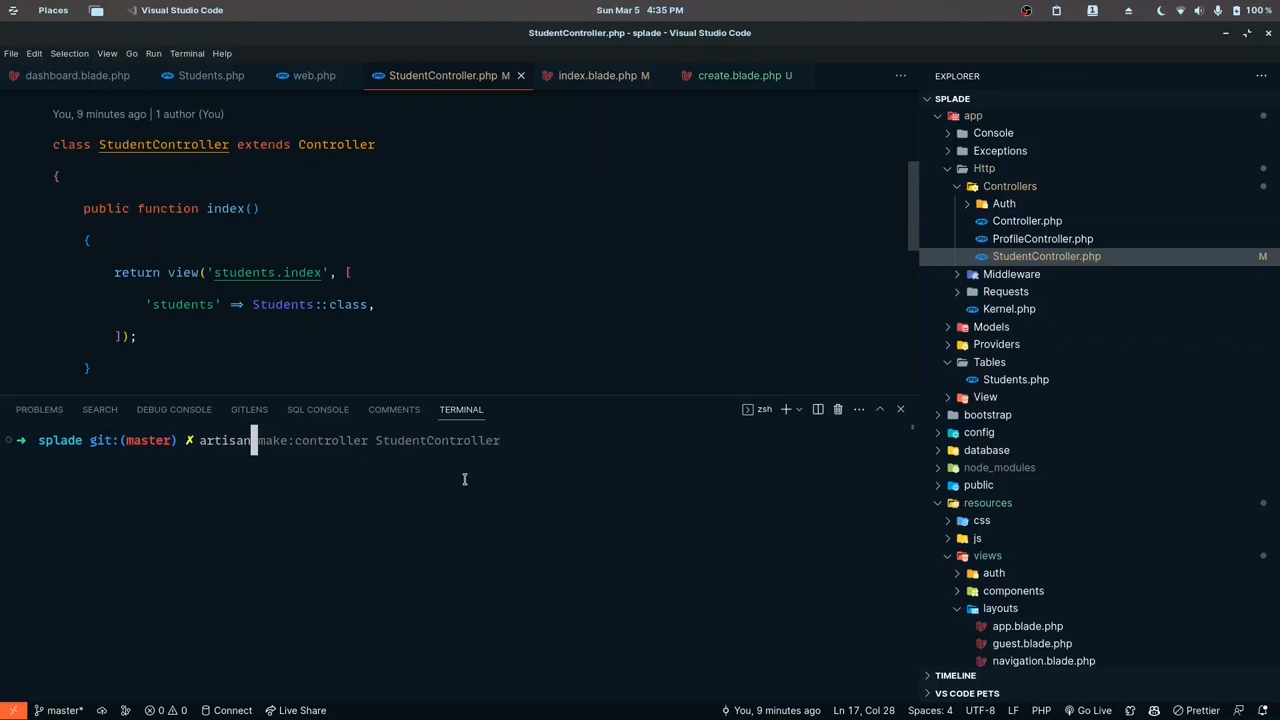 Places
Visual Studio Code
Sun Mar 5 4:35 PM
1
100 %
StudentController.php - splade - Visual Studio Code
File Edit Selection View Go Run Terminal Help
dashboard.blade.php
Students.php
web.php
StudentController.php M
index.blade.php M
create.blade.php U
You, 9 minutes ago | 1 author (You)
class StudentController extends Controller
{
public function index()
{
return view('students.index', [
'students' => Students::class,
]);
}
PROBLEMS SEARCH DEBUG CONSOLE GITLENS SQL CONSOLE COMMENTS TERMINAL
zsh
➜ splade git:(master) ✗ artisan make:controller StudentController
EXPLORER
SPLADE
app
Console
Exceptions
Http
Controllers
Auth
Controller.php
ProfileController.php
StudentController.php M
Middleware
Requests
Kernel.php
Models
Providers
Tables
Students.php
View
bootstrap
config
database
node_modules
public
resources
css
js
views
auth
components
layouts
app.blade.php
guest.blade.php
navigation.blade.php
TIMELINE
VS CODE PETS
master* 0 0 Connect Live Share You, 9 minutes ago Ln 17, Col 28 Spaces: 4 UTF-8 LF PHP Go Live Prettier